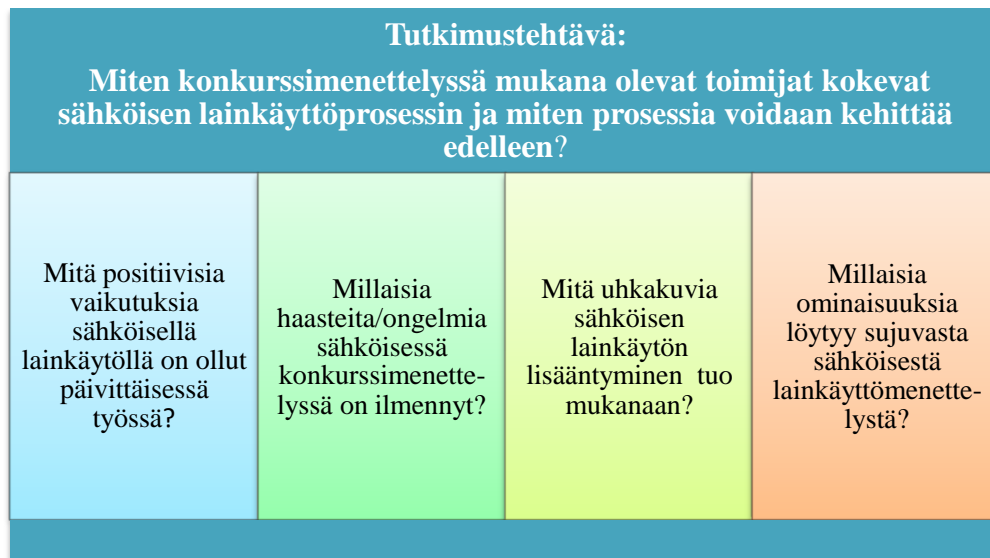 Tutkimustehtävä:
Miten konkurssimenettelyssä mukana olevat toimijat kokevat
sähköisen lainkäyttöprosessin ja miten prosessia voidaan kehittää
edelleen?
Mitä positiivisia
vaikutuksia
sähköisellä
lainkäytöllä on ollut
päivittäisessä
työssä?
Millaisia
haasteita/ongelmia
sähköisessä
konkurssimenette-
lyssä on ilmennyt?
Mitä uhkakuvia
sähköisen
lainkäytön
lisääntyminen tuo
mukanaan?
Millaisia
ominaisuuksia
löytyy sujuvasta
sähköisestä
lainkäyttömenette-
lystä?